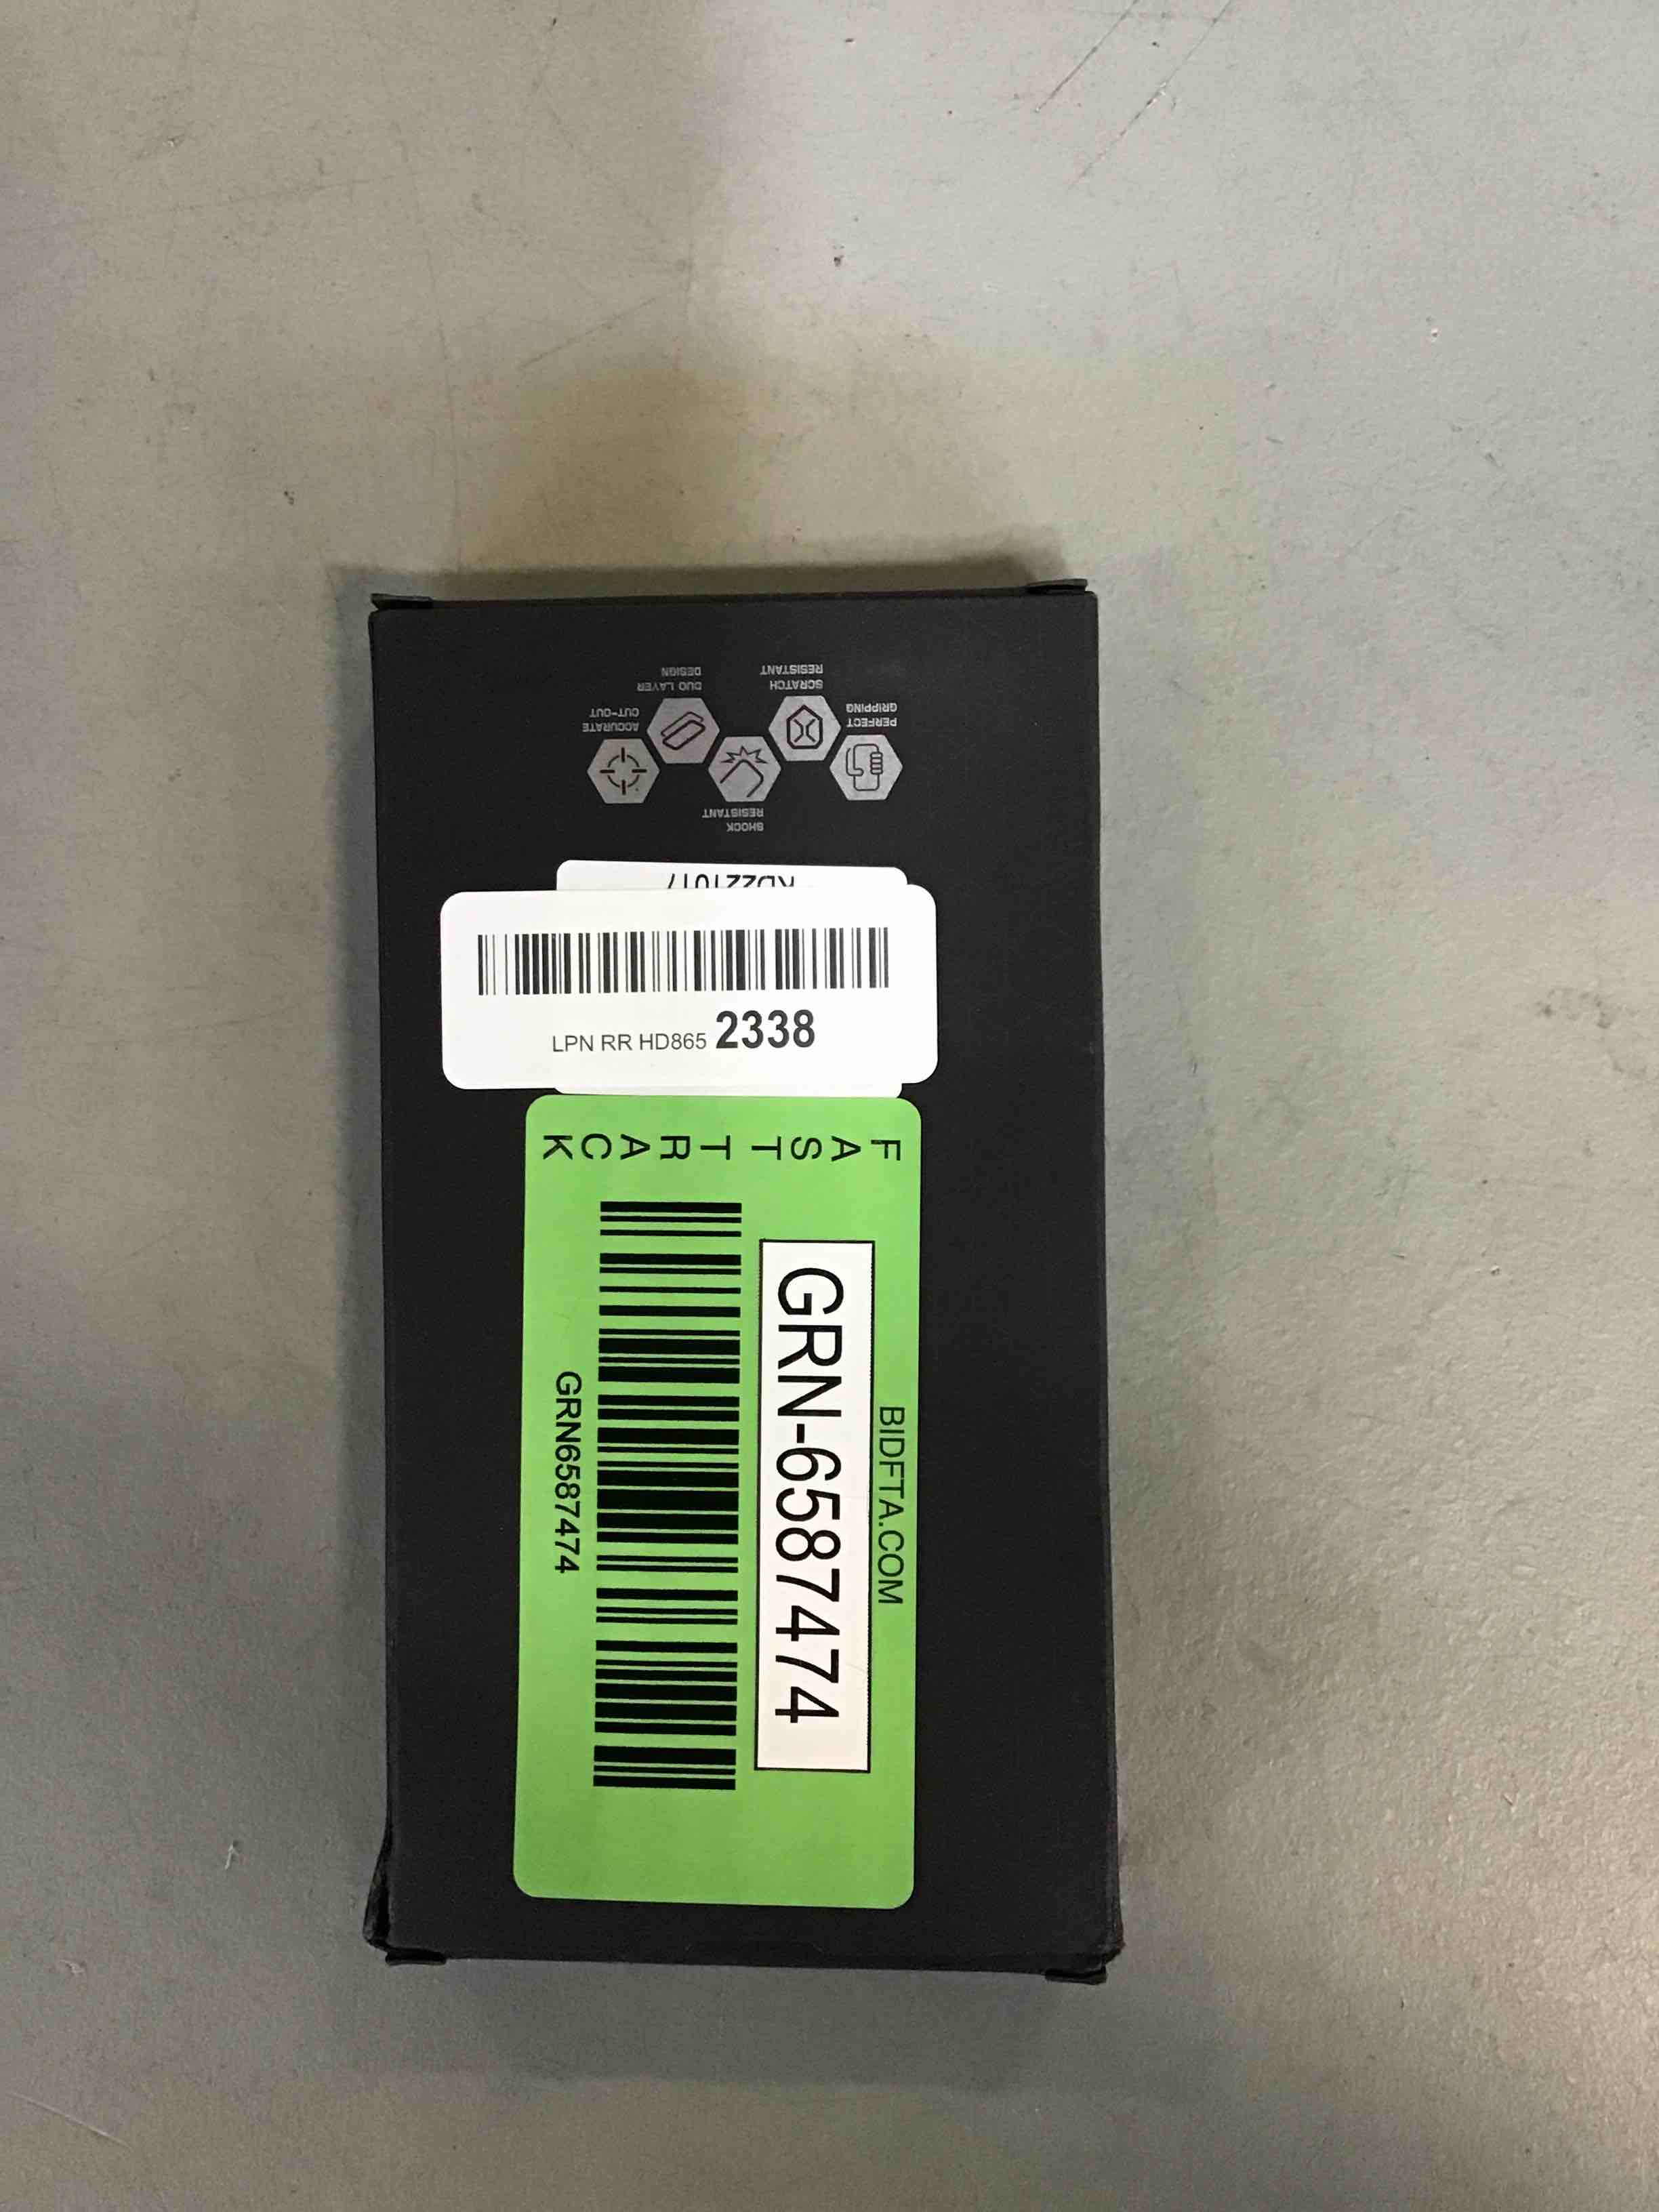 DUO LAYER
DESIGN
SCRATCH
RESISTANT
ACCURATE
CUT-OUT
PERFECT
GRIPPING
SHOCK
RESISTANT
LPN RR HD865 2338
FAST TRACK
BIDFTA.COM
GRN-6587474
GRN6587474